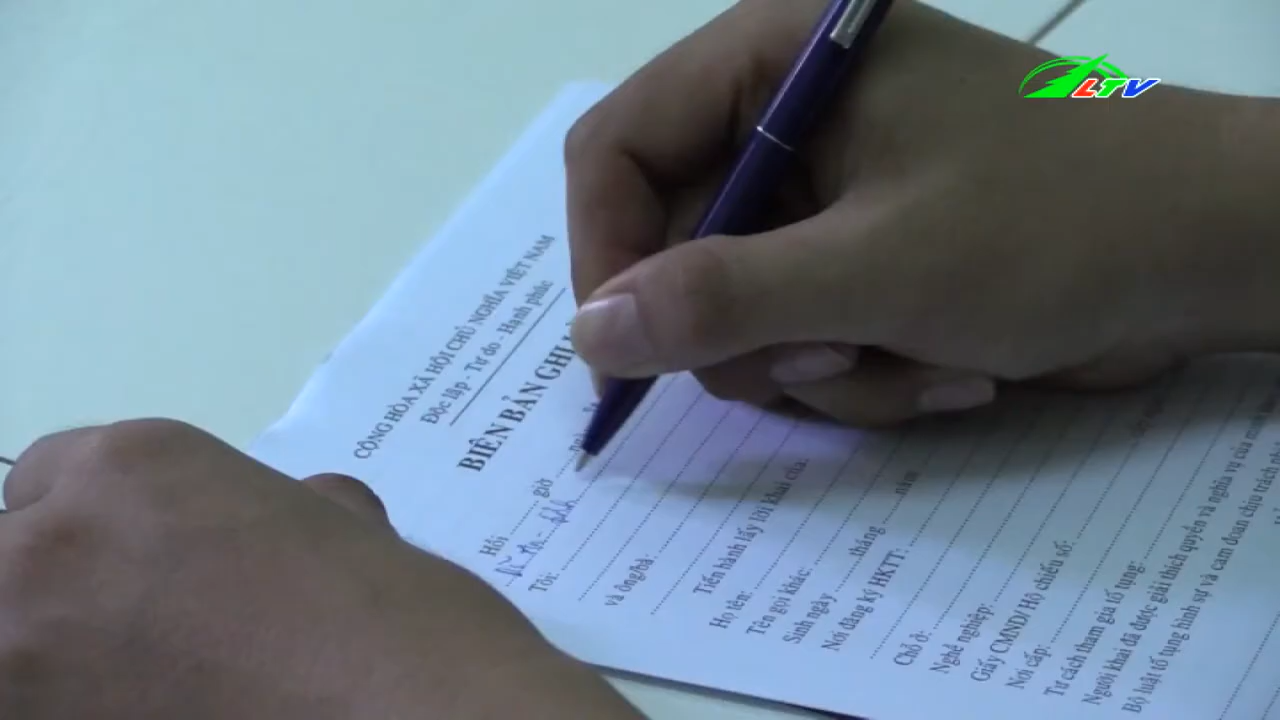 LTV
CỘNG HÒA XÃ HỘI CHỦ NGHĨA VIỆT NAM
Độc lập - Tự do - Hạnh phúc
BIÊN BẢN GHI
Hồi giờ
Tôi:
và ông/bà:
Tiến hành lấy lời khai của:
Họ tên:
Tên gọi khác:
Sinh ngày tháng năm
Nơi đăng ký HKTT:
Chỗ ở:
Nghề nghiệp:
Giấy CMND/ Hộ chiếu số:
Nơi cấp:
Tư cách tham gia tố tụng:
Người khai đã được giải thích quyền và nghĩa vụ của
Bộ luật tố tụng hình sự và cam đoan chịu trách